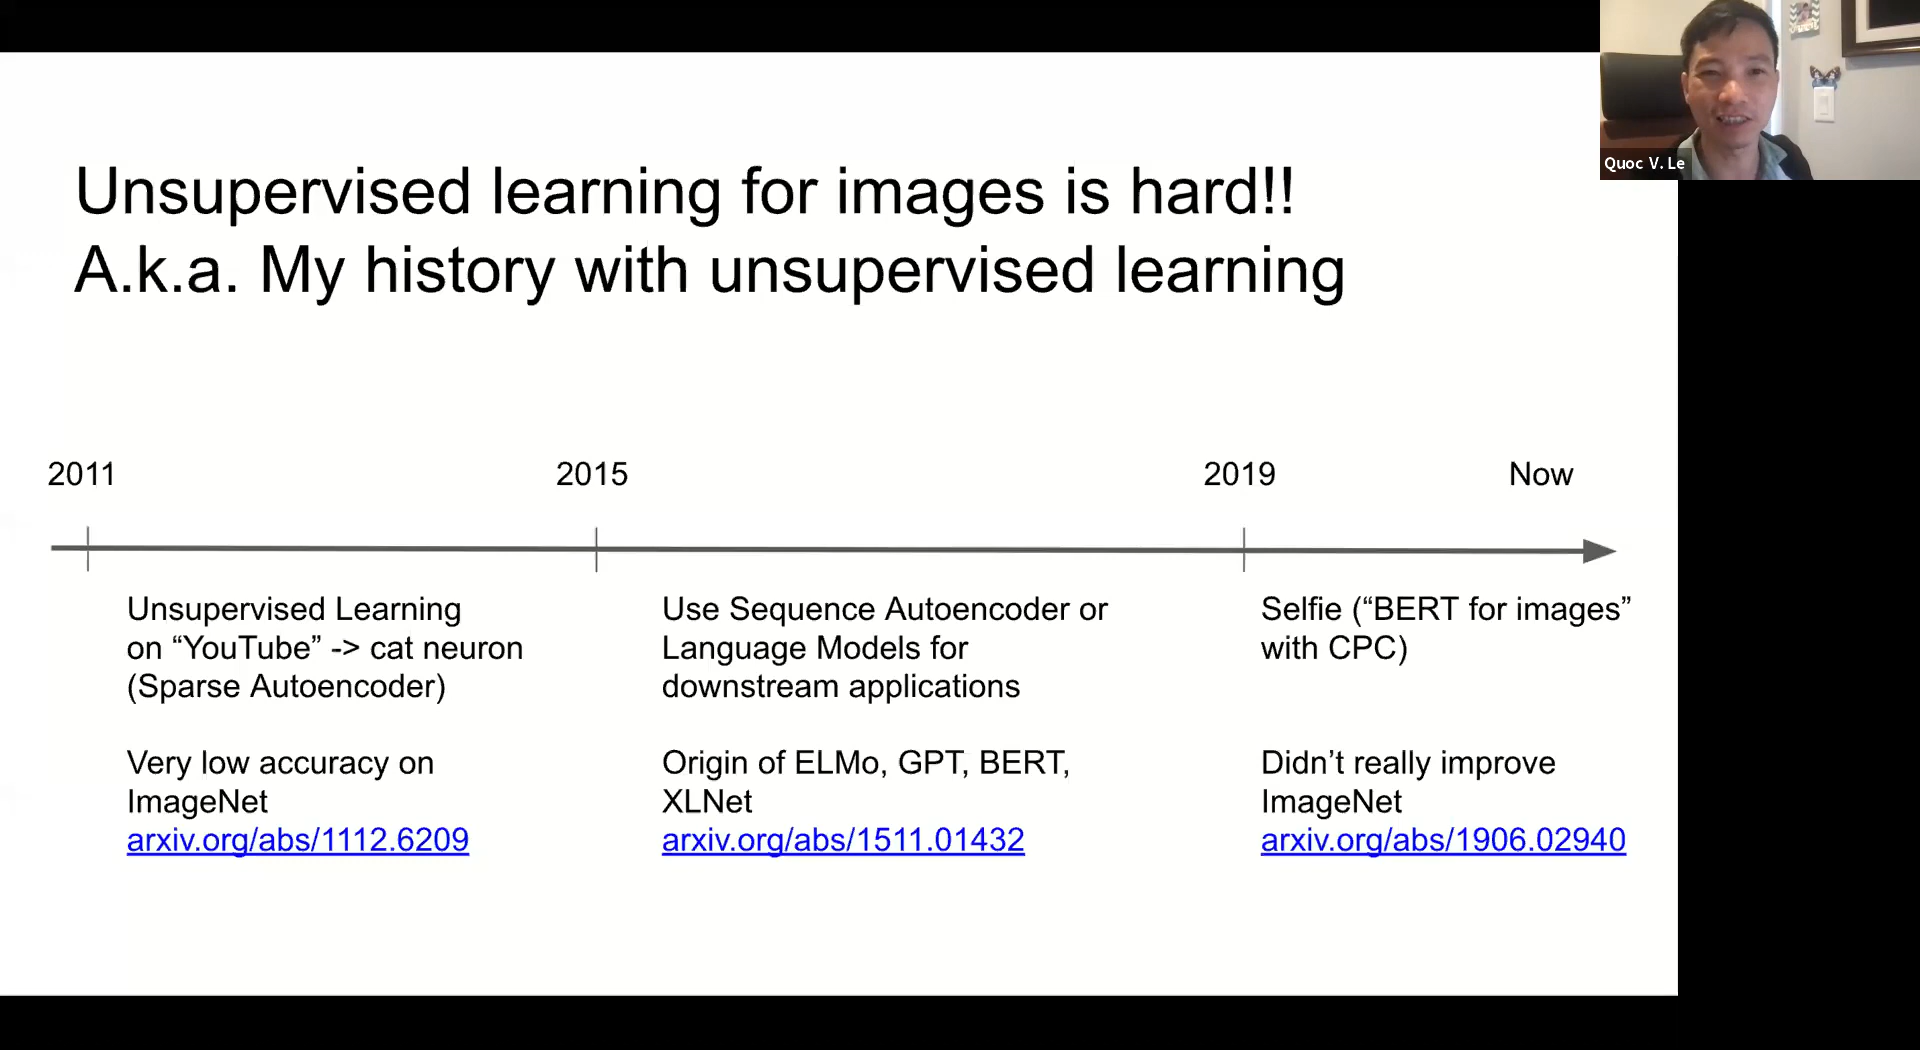 Quoc V. Le
Unsupervised learning for images is hard!!
A.k.a. My history with unsupervised learning
2011
2015
2019
Now
Unsupervised Learning
on “YouTube” -> cat neuron
(Sparse Autoencoder)
Very low accuracy on
ImageNet
arxiv.org/abs/1112.6209
Use Sequence Autoencoder or
Language Models for
downstream applications
Origin of ELMo, GPT, BERT,
XLNet
arxiv.org/abs/1511.01432
Selfie (“BERT for images”
with CPC)
Didn’t really improve
ImageNet
arxiv.org/abs/1906.02940